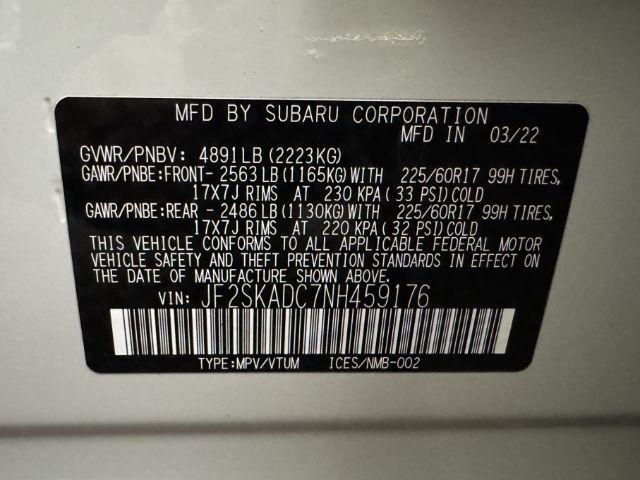 MFD BY SUBARU CORPORATION
MFD IN 03/22
GVWR/PNBV: 4891LB (2223KG)
GAWR/PNBE:FRONT- 2563 LB (1165KG) WITH 225/60R17 99H TIRES,
17X7J RIMS AT 230 KPA (33 PSI) COLD
GAWR/PNBE:REAR - 2486 LB (1130KG) WITH 225/60R17 99H TIRES,
17X7J RIMS AT 220 KPA (32 PSI) COLD
THIS VEHICLE CONFORMS TO ALL APPLICABLE FEDERAL MOTOR
VEHICLE SAFETY AND THEFT PREVENTION STANDARDS IN EFFECT ON
THE DATE OF MANUFACTURE SHOWN ABOVE.
VIN: JF2SKADC7NH459176
TYPE:MPV/VTUM ICES/NMB-002